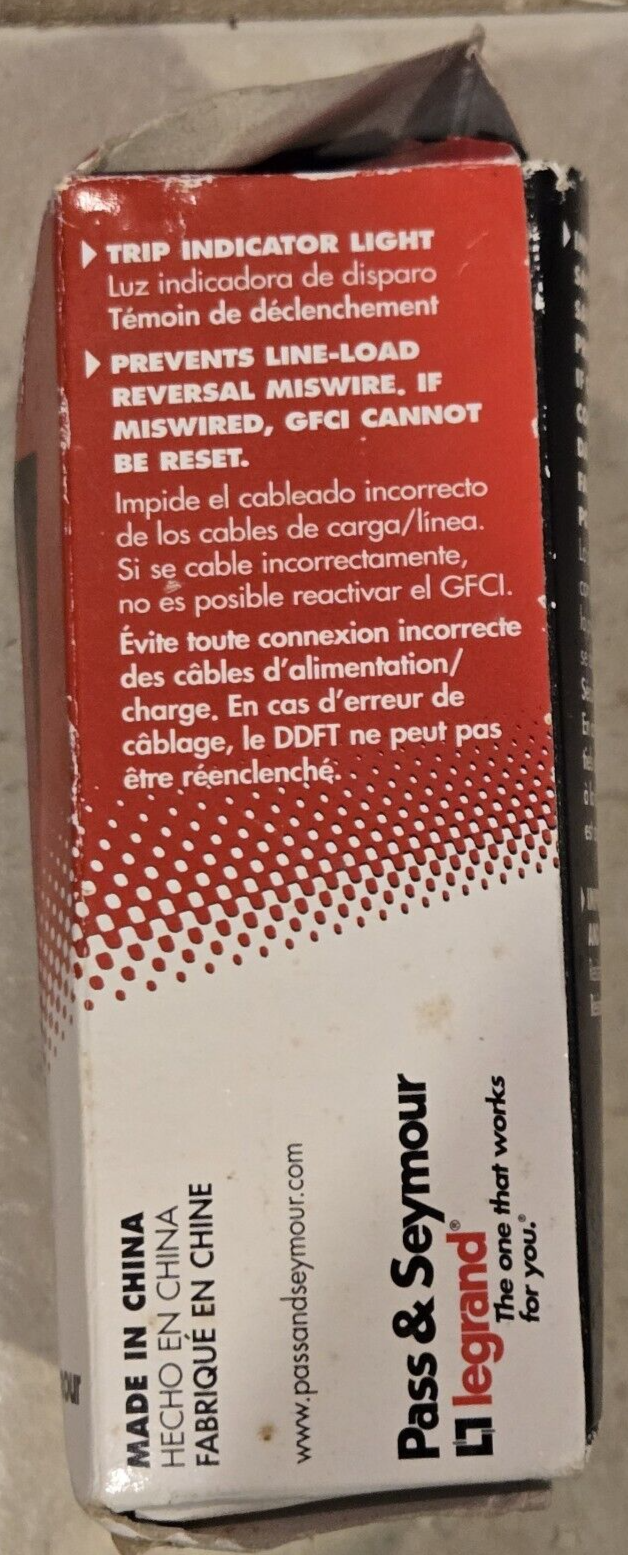 TRIP INDICATOR LIGHT
Luz indicadora de disparo
Témoin de déclenchement
PREVENTS LINE-LOAD
REVERSAL MISWIRE. IF
MISWIRED, GFCI CANNOT
BE RESET.
Impide el cableado incorrecto
de los cables de carga/línea.
Si se cable incorrectamente,
no es posible reactivar el GFCI.
Évite toute connexion incorrecte
des câbles d'alimentation/
charge. En cas d'erreur de
câblage, le DDFT ne peut pas
être réenclenché.
MADE IN CHINA
HECHO EN CHINA
FABRIQUÉ EN CHINE
www.passandseymour.com
Pass & Seymour
legrand®
The one that works
for you.®